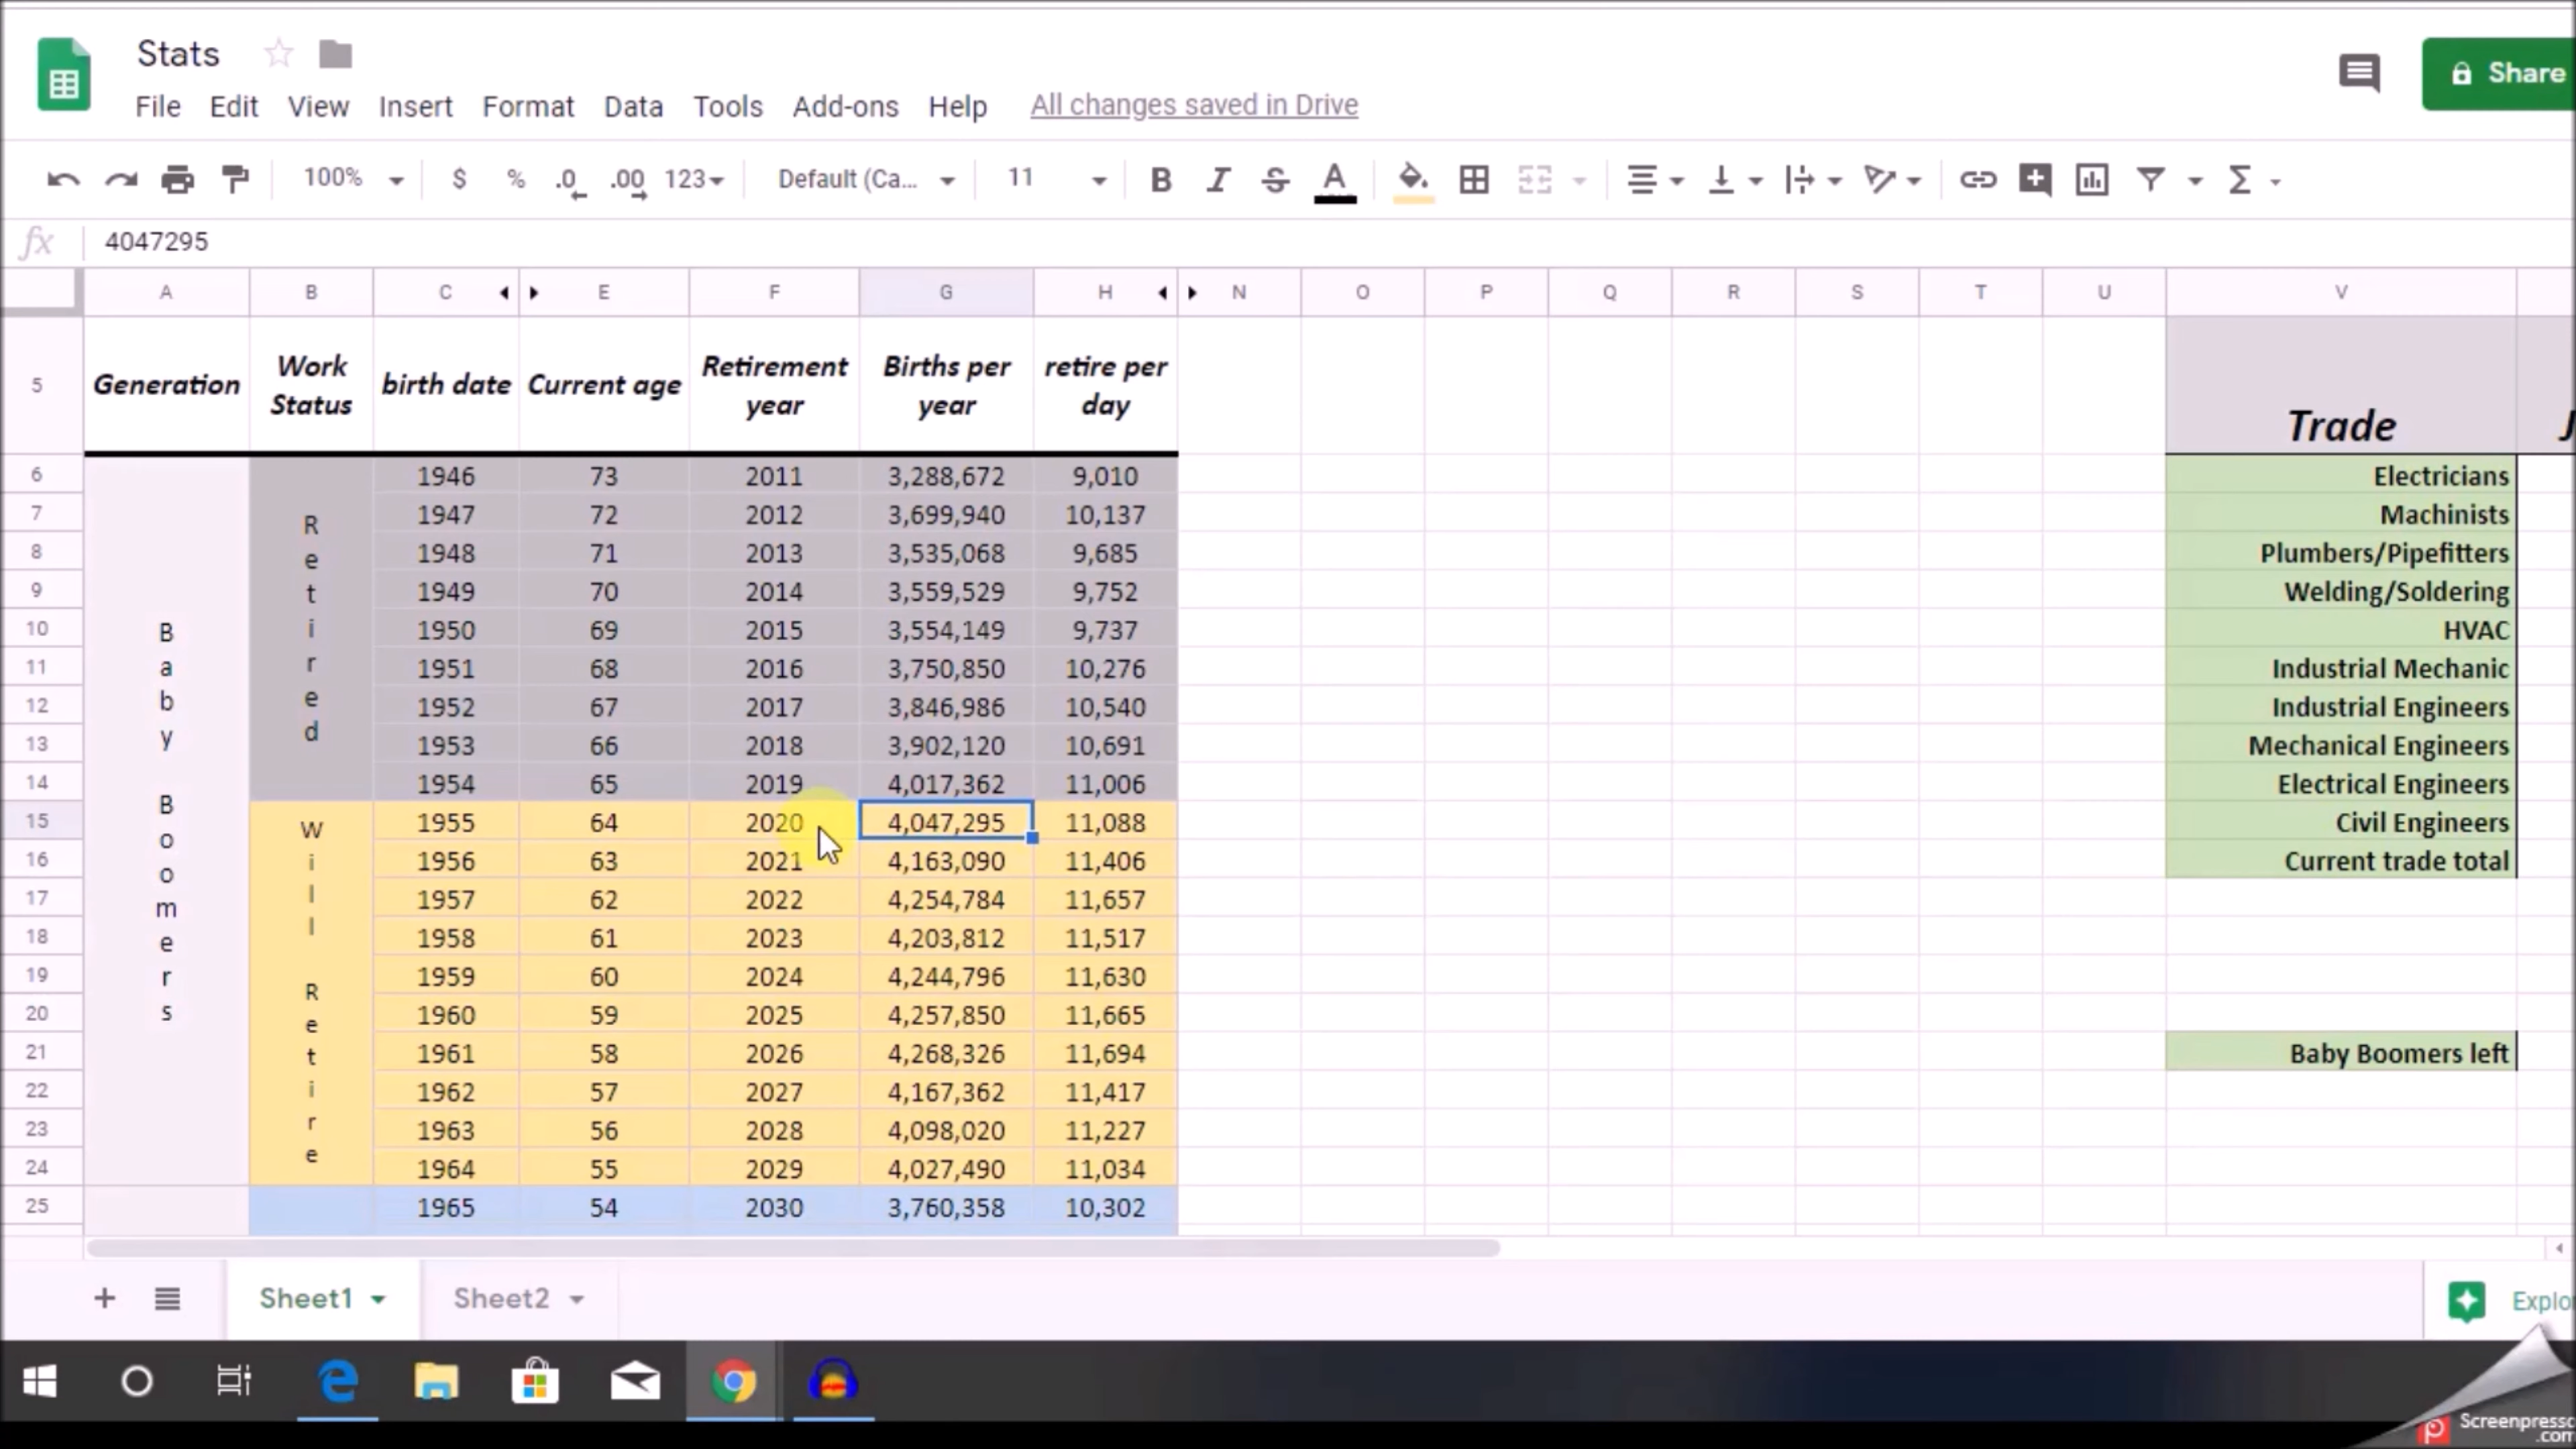 Stats
File Edit View Insert Format Data Tools Add-ons Help All changes saved in Drive
Share
100% $ % .0 .00 123 Default (Ca... 11 B I S A Σ
fx 4047295
A B C E F G H N O P Q R S T U V
5 Generation Work Status birth date Current age Retirement year Births per year retire per day Trade J
6 1946 73 2011 3,288,672 9,010 Electricians
7 1947 72 2012 3,699,940 10,137 Machinists
8 1948 71 2013 3,535,068 9,685 Plumbers/Pipefitters
9 1949 70 2014 3,559,529 9,752 Welding/Soldering
10 1950 69 2015 3,554,149 9,737 HVAC
11 1951 68 2016 3,750,850 10,276 Industrial Mechanic
12 1952 67 2017 3,846,986 10,540 Industrial Engineers
13 1953 66 2018 3,902,120 10,691 Mechanical Engineers
14 1954 65 2019 4,017,362 11,006 Electrical Engineers
15 1955 64 2020 4,047,295 11,088 Civil Engineers
16 1956 63 2021 4,163,090 11,406 Current trade total
17 1957 62 2022 4,254,784 11,657
18 1958 61 2023 4,203,812 11,517
19 1959 60 2024 4,244,796 11,630
20 1960 59 2025 4,257,850 11,665
21 1961 58 2026 4,268,326 11,694 Baby Boomers left
22 1962 57 2027 4,167,362 11,417
23 1963 56 2028 4,098,020 11,227
24 1964 55 2029 4,027,490 11,034
25 1965 54 2030 3,760,358 10,302
Baby Boomers
Retired
Will Retire
+ Sheet1 Sheet2 Explo
Screenpresso
.com